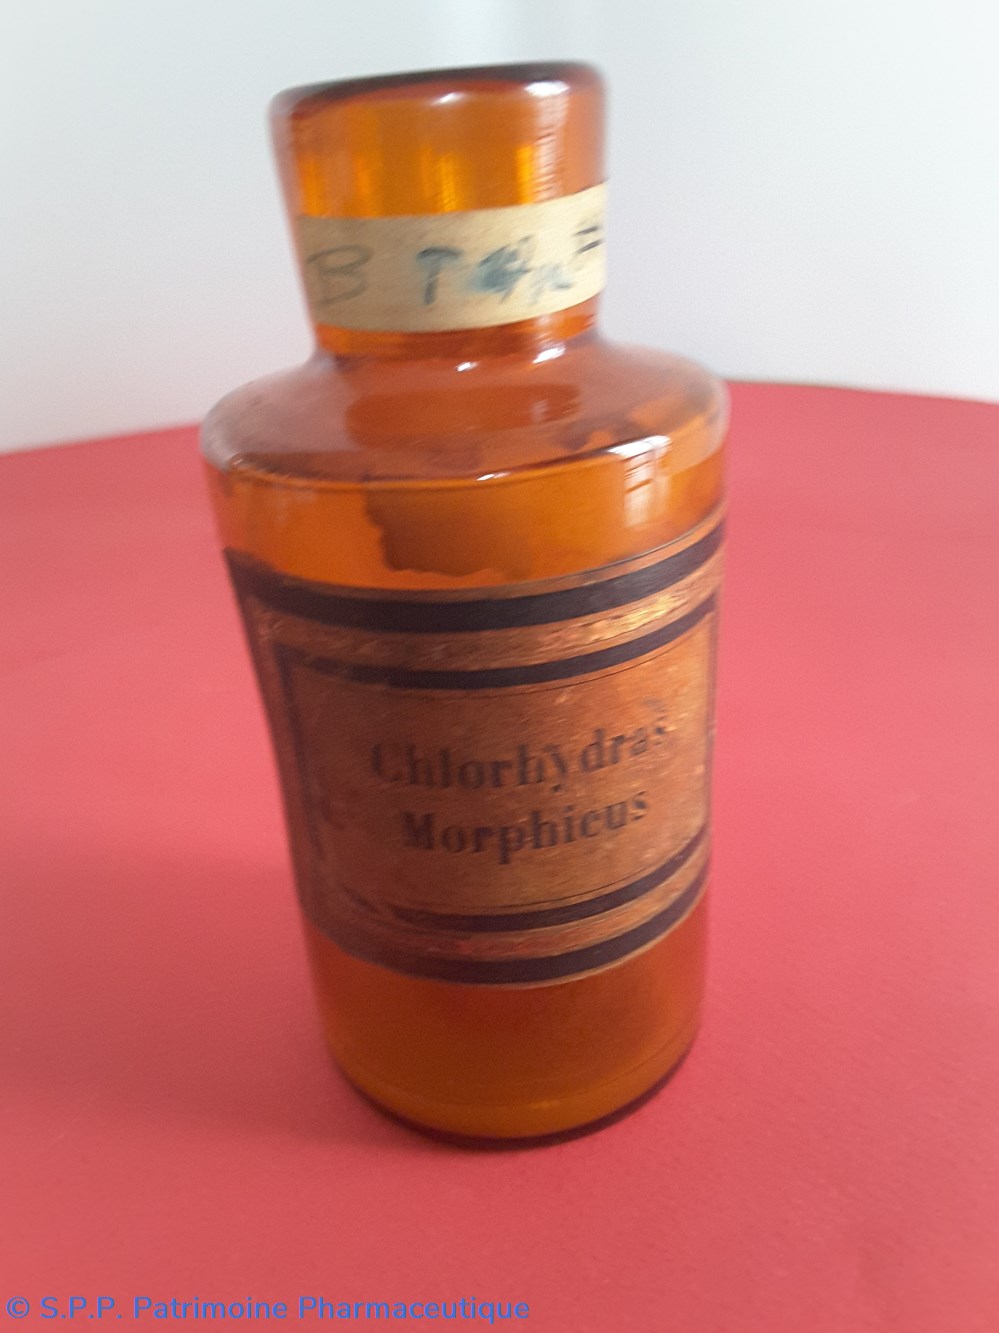 B T
Chlorhydras
Morphicus
© S.P.P. Patrimoine Pharmaceutique